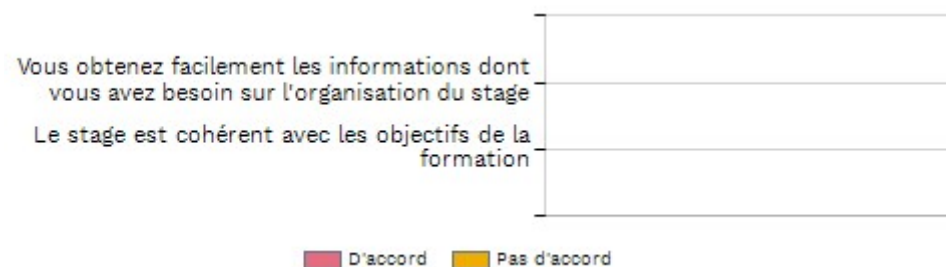 Vous obtenez facilement les informations dont
vous avez besoin sur l'organisation du stage
Le stage est cohérent avec les objectifs de la
formation
D'accord Pas d'accord